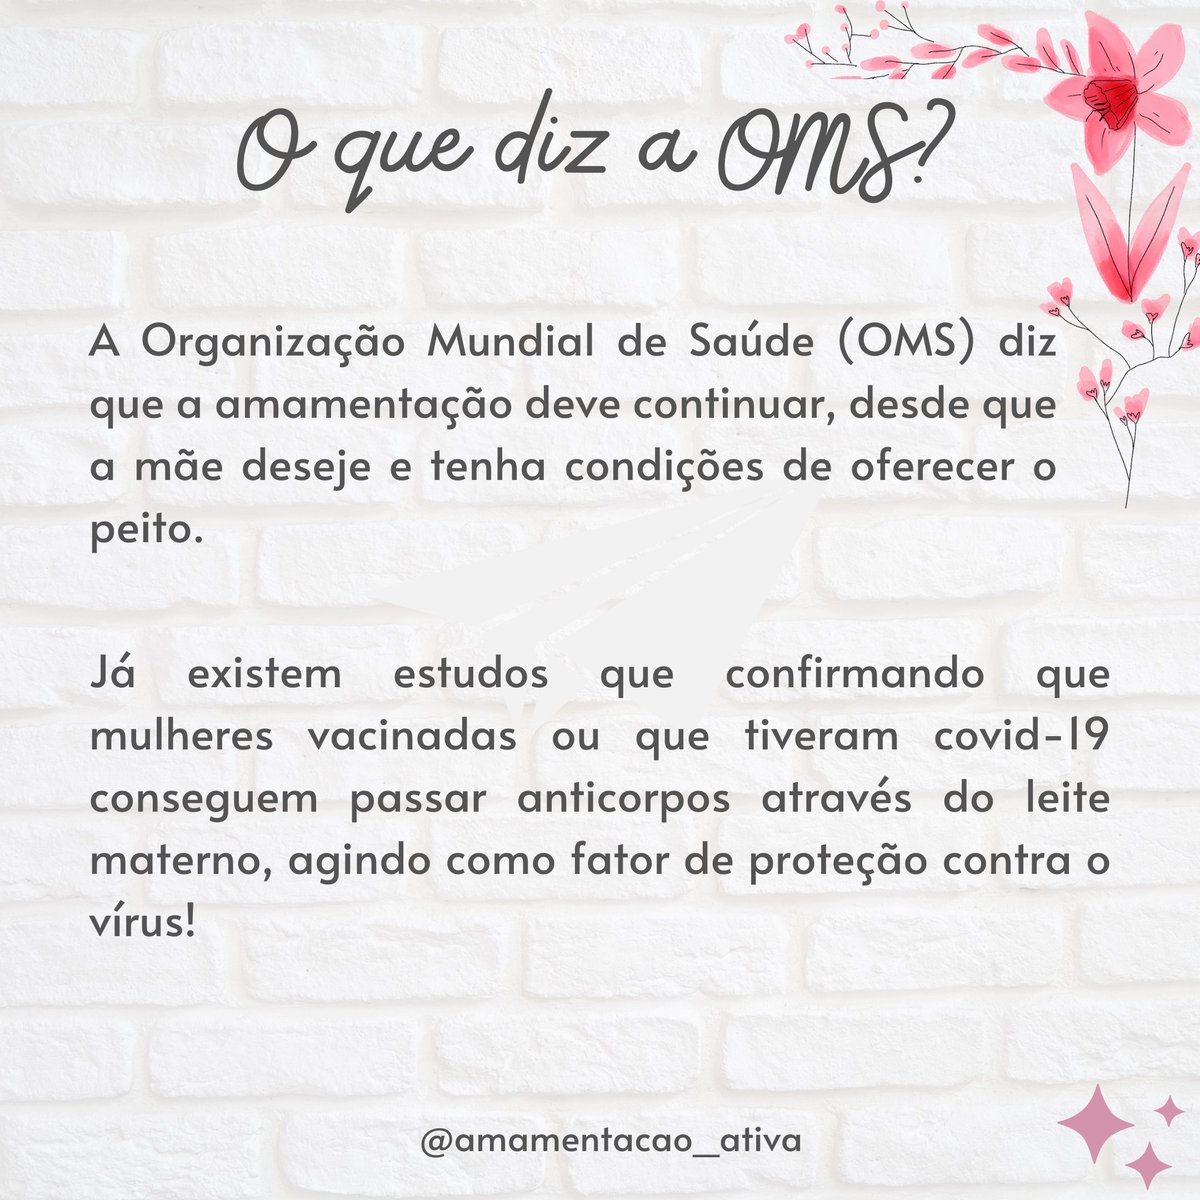 O que diz a OMS?
A Organização Mundial de Saúde (OMS) diz
que a amamentação deve continuar, desde que
a mãe deseje e tenha condições de oferecer o
peito.
Já existem estudos que confirmando que
mulheres vacinadas ou que tiveram covid-19
conseguem passar anticorpos através do leite
materno, agindo como fator de proteção contra o
vírus!
@amamentacao_ativa